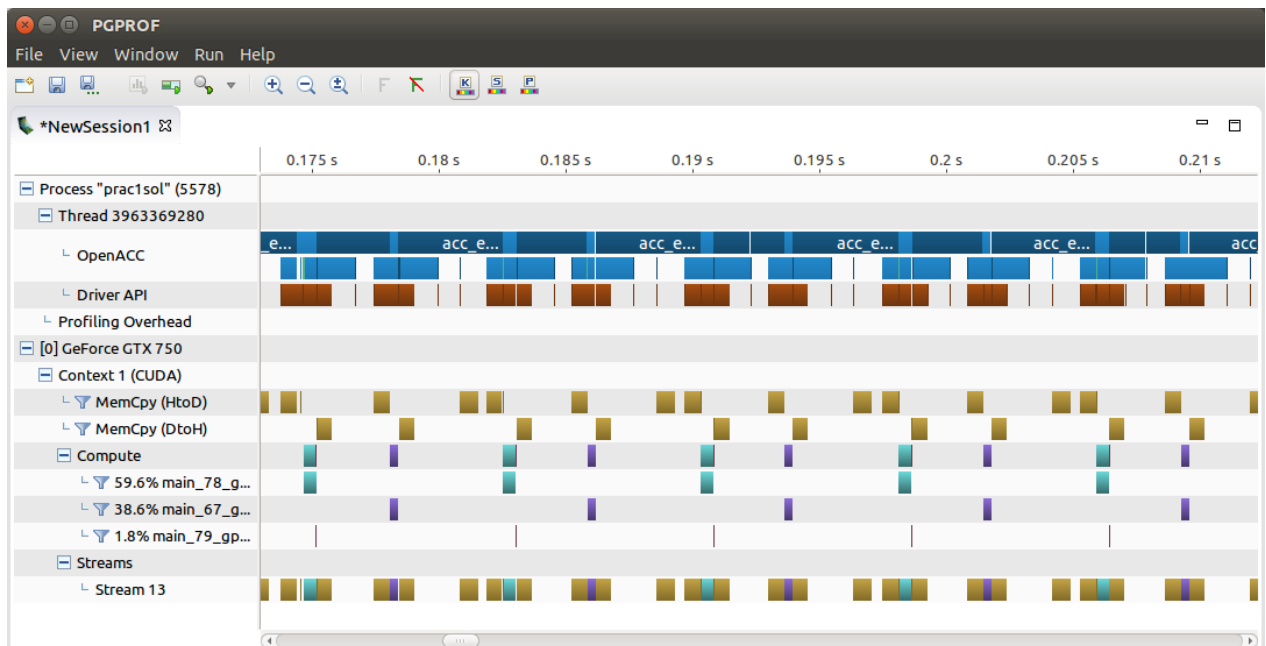 PGPROF
File View Window Run Help
*NewSession1
0.175 s 0.18 s 0.185 s 0.19 s 0.195 s 0.2 s 0.205 s 0.21 s
Process "prac1sol" (5578)
Thread 3963369280
_e... acc_e... acc_e... acc_e... acc_e... acc
OpenACC
Driver API
Profiling Overhead
[0] GeForce GTX 750
Context 1 (CUDA)
MemCpy (HtoD)
MemCpy (DtoH)
Compute
59.6% main_78_g...
38.6% main_67_g...
1.8% main_79_gp...
Streams
Stream 13